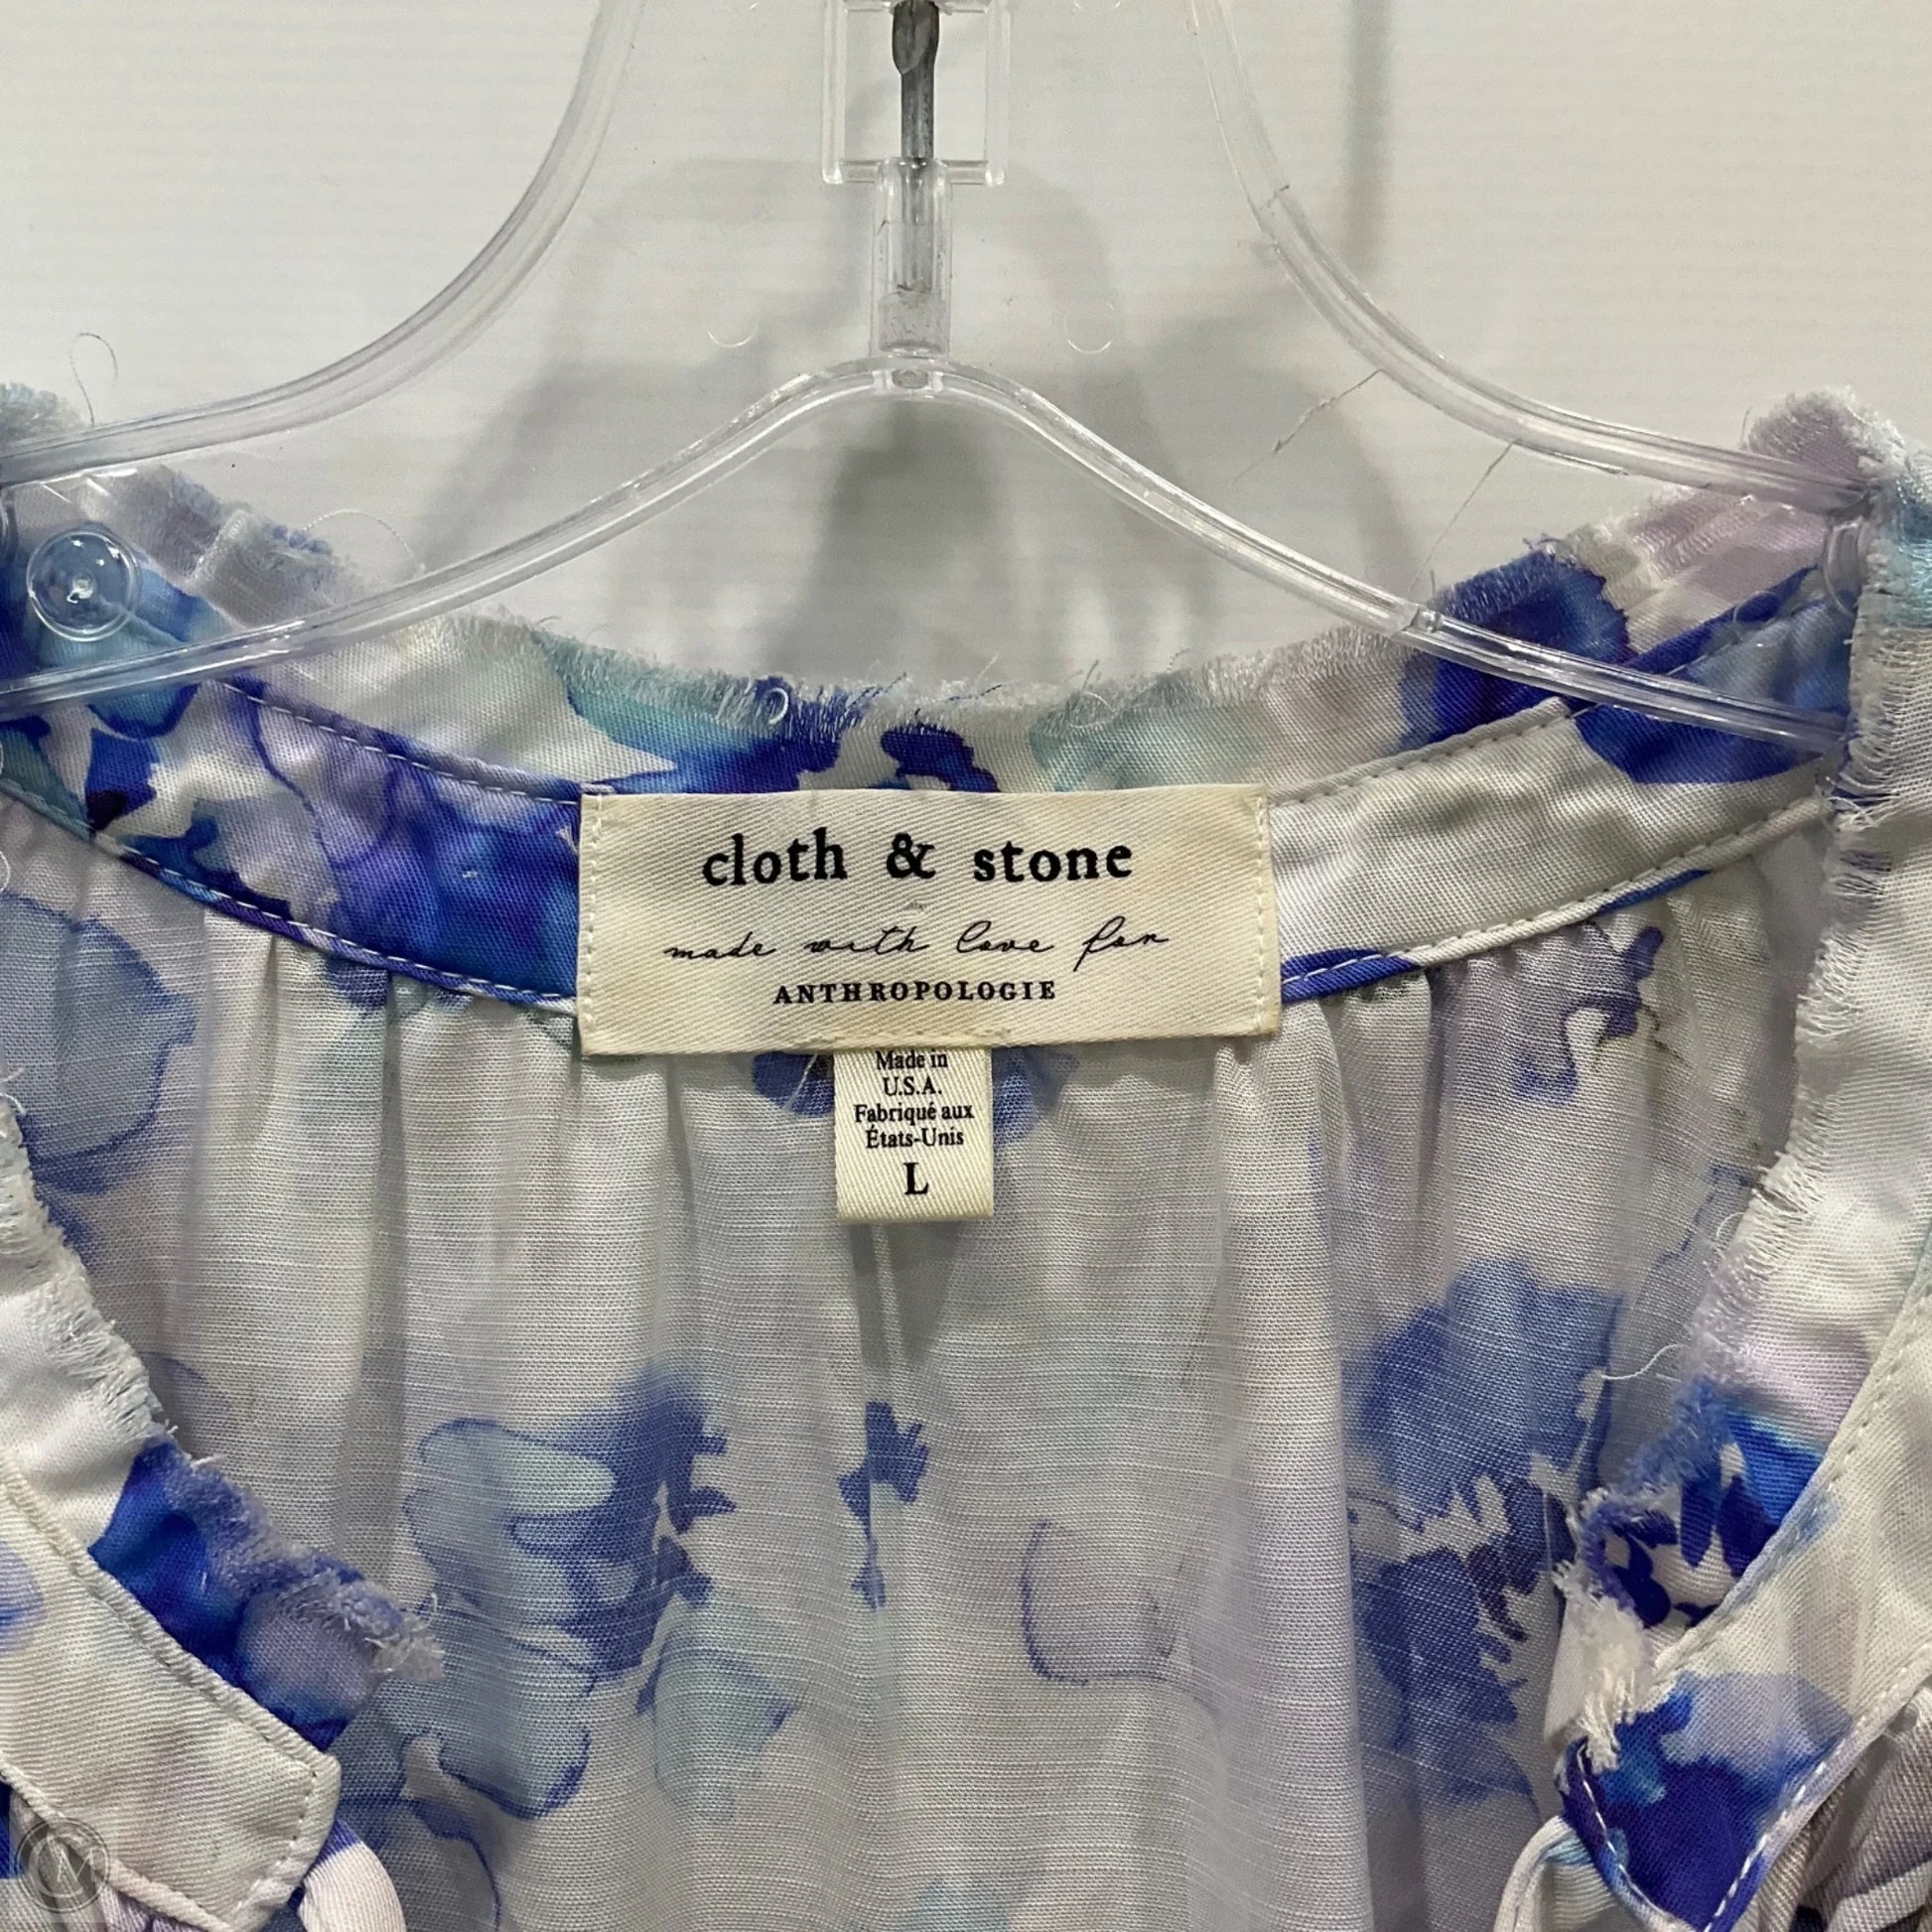 cloth & stone
made with love for
ANTHROPOLOGIE
Made in
U.S.A.
Fabriqué aux
États-Unis
L